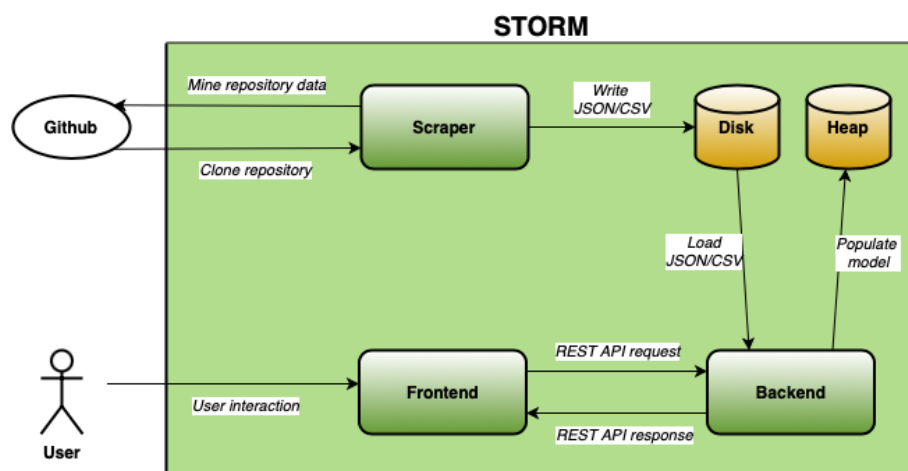 STORM
Mine repository data
Write
JSON/CSV
Github
Scraper
Disk
Heap
Clone repository
Load
JSON/CSV
Populate
model
REST API request
Frontend
Backend
User interaction
REST API response
User